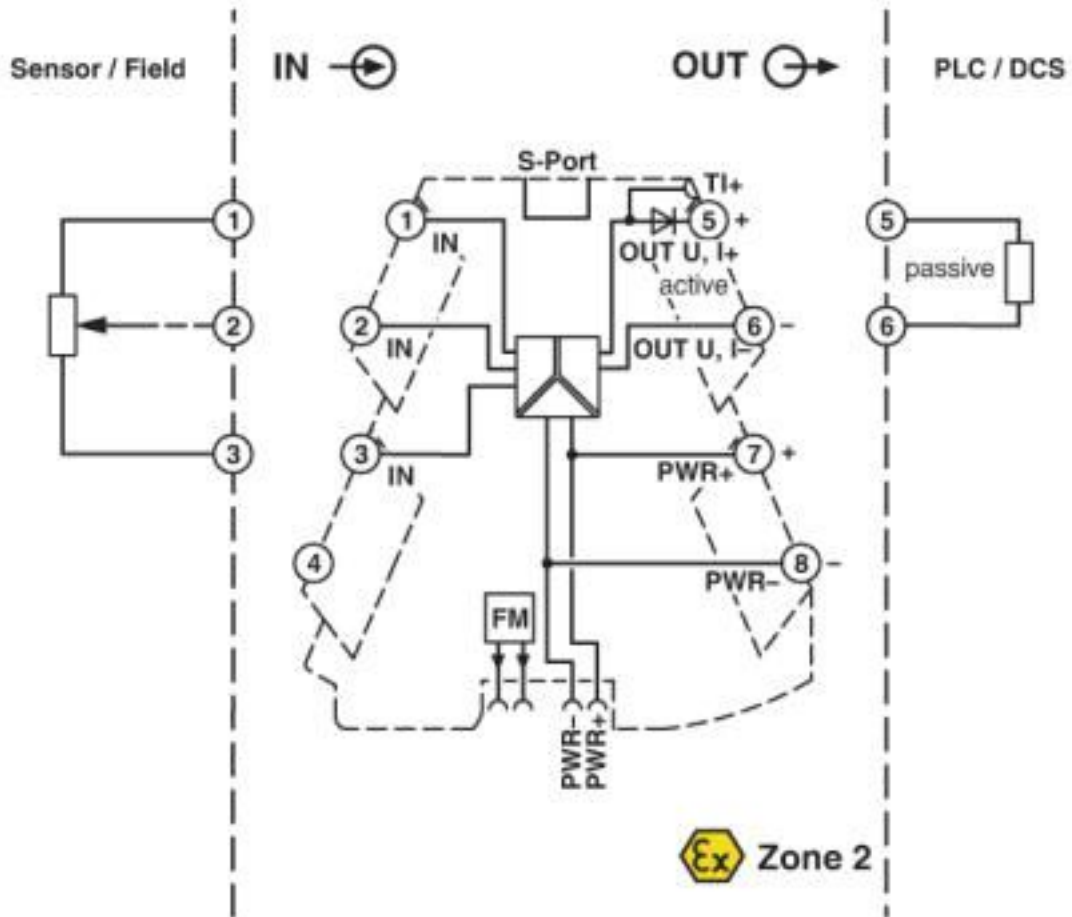 Sensor / Field
IN
OUT
PLC / DCS
S-Port
TI+
1
1
IN
5
+
OUT U, I+
active
5
passive
2
2
IN
6
–
OUT U, I–
6
3
3
IN
7
+
PWR+
4
8
–
PWR–
FM
PWR–
PWR+
Ex
Zone 2